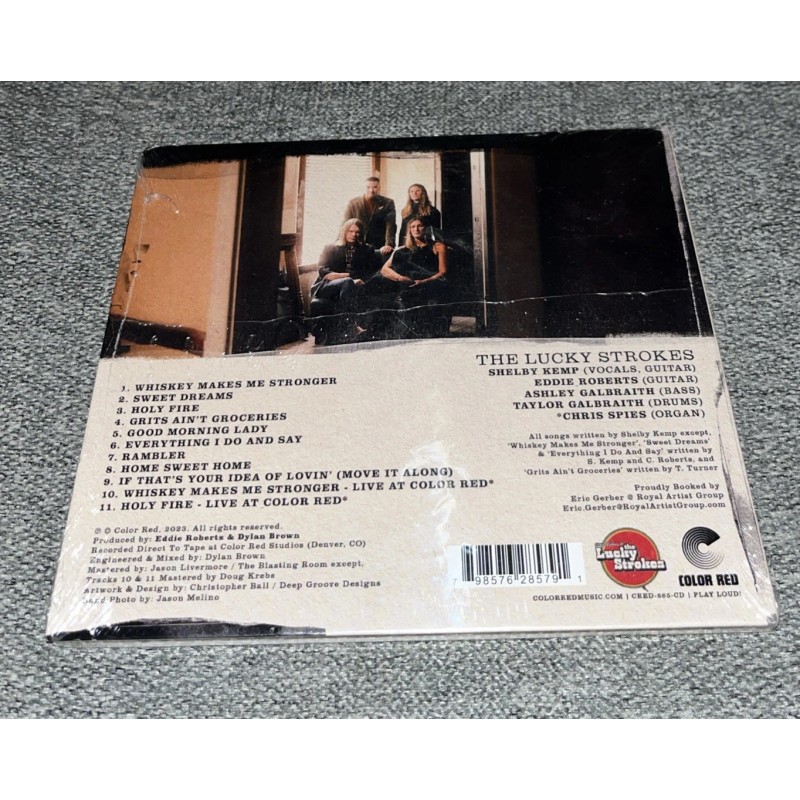 1. WHISKEY MAKES ME STRONGER
2. SWEET DREAMS
3. HOLY FIRE
4. GRITS AIN'T GROCERIES
5. GOOD MORNING LADY
6. EVERYTHING I DO AND SAY
7. RAMBLER
8. HOME SWEET HOME
9. IF THAT'S YOUR IDEA OF LOVIN' (MOVE IT ALONG)
10. WHISKEY MAKES ME STRONGER - LIVE AT COLOR RED*
11. HOLY FIRE - LIVE AT COLOR RED*
THE LUCKY STROKES
SHELBY KEMP (VOCALS, GUITAR)
EDDIE ROBERTS (GUITAR)
ASHLEY GALBRAITH (BASS)
TAYLOR GALBRAITH (DRUMS)
*CHRIS SPIES (ORGAN)
All songs written by Shelby Kemp except,
'Whiskey Makes Me Stronger', 'Sweet Dreams'
& 'Everything I Do And Say' written by
S. Kemp and C. Roberts, and
'Grits Ain't Groceries' written by T. Turner
Proudly Booked by
Eric Gerber @ Royal Artist Group
Eric.Gerber@RoyalArtistGroup.com
℗ © Color Red, 2023. All rights reserved.
Produced by: Eddie Roberts & Dylan Brown
Recorded Direct To Tape at Color Red Studios (Denver, CO)
Engineered & Mixed by: Dylan Brown
Mastered by: Jason Livermore / The Blasting Room except,
Tracks 10 & 11 Mastered by Doug Krebs
Artwork & Design by: Christopher Ball / Deep Groove Designs
Band Photo by: Jason Melino
7 98576 28579 1
the
Lucky
Strokes
COLOR RED
COLORREDMUSIC.COM | CRED-565-CD | PLAY LOUD!